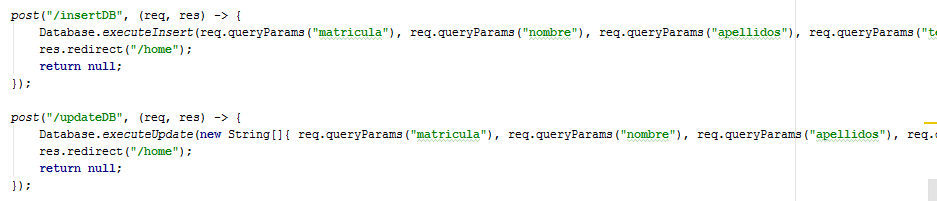 post("/insertDB", (req, res) -> {
Database.executeInsert(req.queryParams("matricula"), req.queryParams("nombre"), req.queryParams("apellidos"), req.queryParams("te
res.redirect("/home");
return null;
});
post("/updateDB", (req, res) -> {
Database.executeUpdate(new String[]{ req.queryParams("matricula"), req.queryParams("nombre"), req.queryParams("apellidos"), req.
res.redirect("/home");
return null;
});